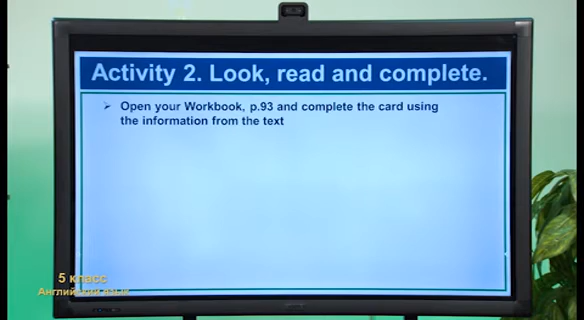 Activity 2. Look, read and complete.
➢ Open your Workbook, p.93 and complete the card using
the information from the text
5 класс
Английский язык